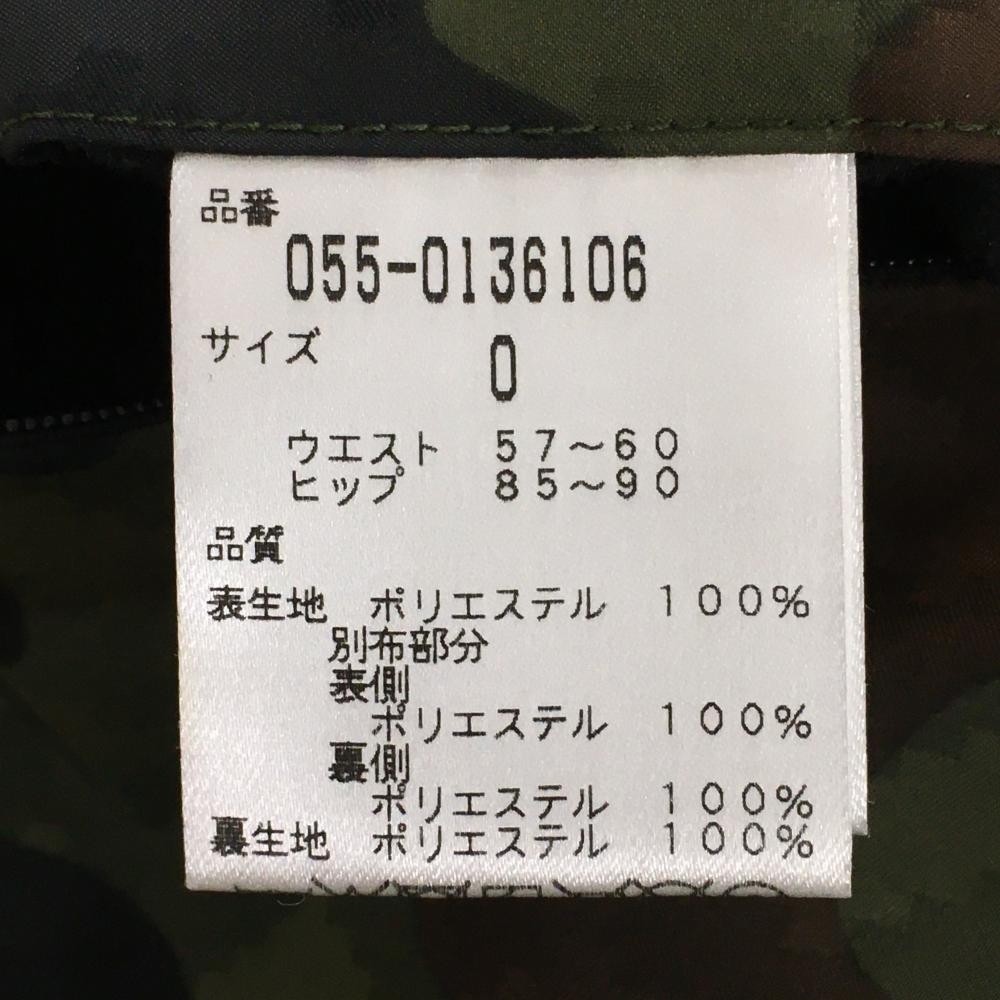 品番
055-0136106
サイズ 0
ウエスト 57～60
ヒップ 85～90
品質
表生地 ポリエステル 100%
別布部分
表側
ポリエステル 100%
裏側
ポリエステル 100%
裏生地 ポリエステル 100%